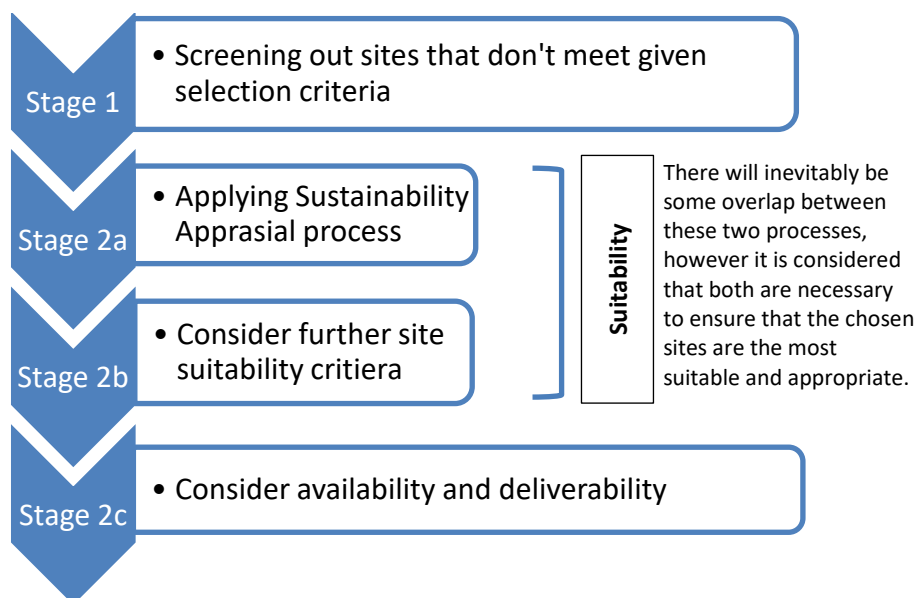 Stage 1
• Screening out sites that don't meet given
selection criteria
Stage 2a
• Applying Sustainability
Apprasial process
Stage 2b
• Consider further site
suitability critiera
Suitability
There will inevitably be
some overlap between
these two processes,
however it is considered
that both are necessary
to ensure that the chosen
sites are the most
suitable and appropriate.
Stage 2c
• Consider availability and deliverability